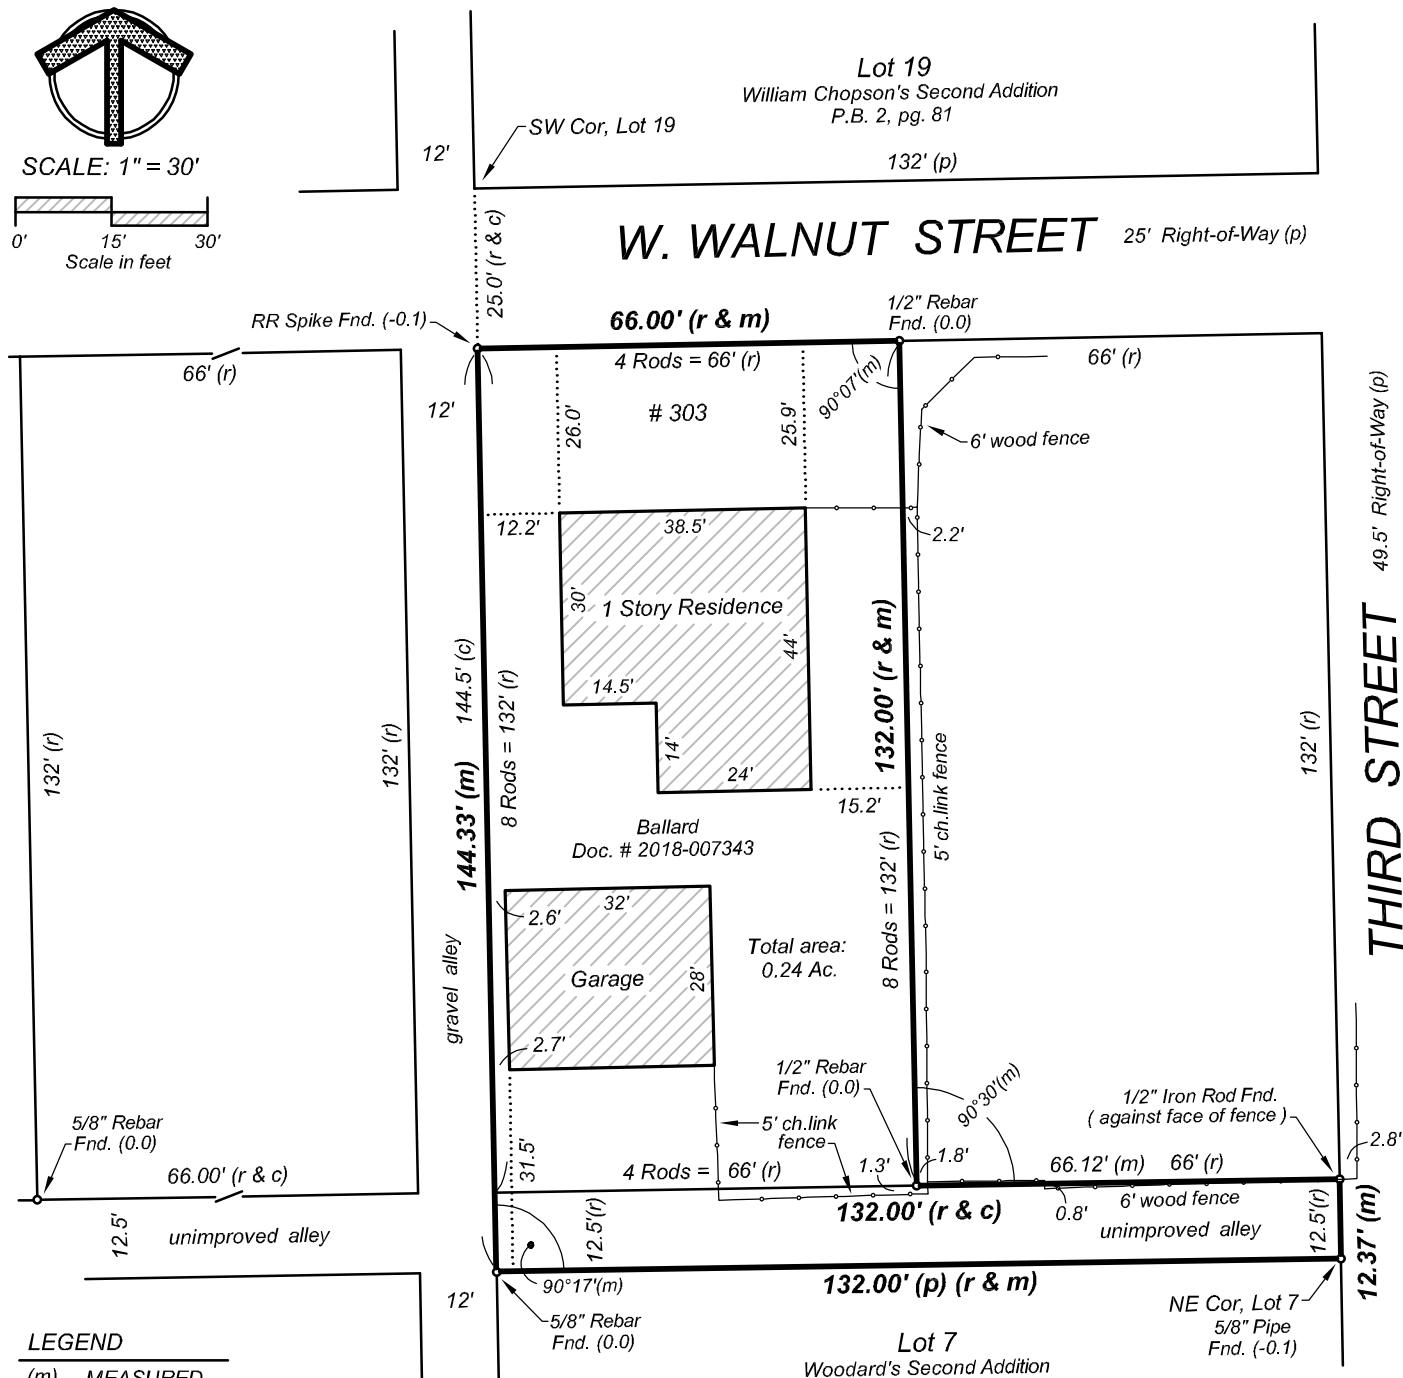 Lot 19
William Chopson's Second Addition
P.B. 2, pg. 81
SW Cor, Lot 19
12'
132' (p)
SCALE: 1" = 30'
0' 15' 30'
Scale in feet
25.0' (r & c)
W. WALNUT STREET
25' Right-of-Way (p)
RR Spike Fnd. (-0.1)
66.00' (r & m)
1/2" Rebar
Fnd. (0.0)
66' (r)
4 Rods = 66' (r)
66' (r)
12'
26.0'
# 303
25.9'
90°07'(m)
6' wood fence
49.5' Right-of-Way (p)
12.2'
38.5'
2.2'
30'
1 Story Residence
44'
132.00' (r & m)
14.5'
14'
24'
15.2'
144.5' (c)
8 Rods = 132' (r)
132' (r)
132' (r)
132' (r)
THIRD STREET
5' ch.link fence
144.33' (m)
Ballard
Doc. # 2018-007343
8 Rods = 132' (r)
32'
2.6'
Garage
28'
Total area:
0.24 Ac.
gravel alley
2.7'
1/2" Rebar
Fnd. (0.0)
90°30'(m)
1/2" Iron Rod Fnd.
( against face of fence )
5/8" Rebar
Fnd. (0.0)
5' ch.link
fence
2.8'
31.5'
66.00' (r & c)
4 Rods = 66' (r)
1.3'
1.8'
66.12' (m) 66' (r)
6' wood fence
132.00' (r & c)
0.8'
12.5'
unimproved alley
12.5'(r)
unimproved alley
12.5'(r)
12.37' (m)
90°17'(m)
132.00' (p) (r & m)
12'
5/8" Rebar
Fnd. (0.0)
NE Cor, Lot 7
5/8" Pipe
Fnd. (-0.1)
LEGEND
(m) MEASURED
Lot 7
Woodard's Second Addition